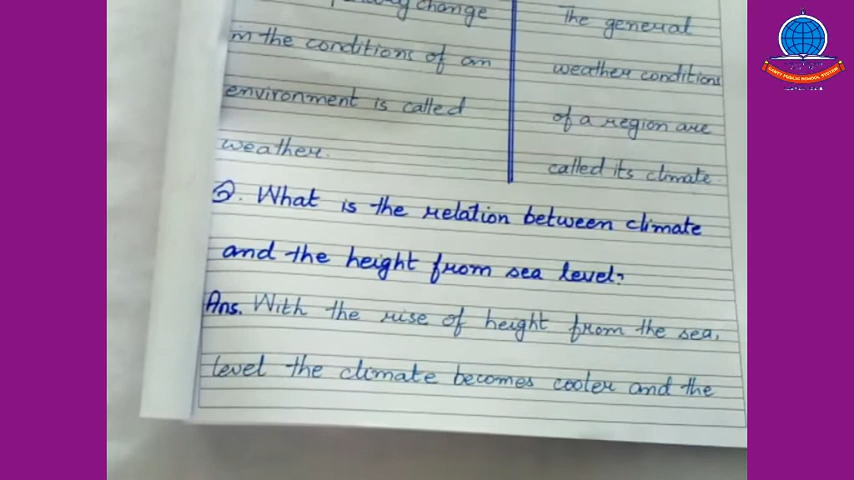 change
in the conditions of an
environment is called
weather.
The general
weather conditions
of a region are
called its climate.
Q. What is the relation between climate
and the height from sea level?
Ans. With the rise of height from the sea,
level the climate becomes cooler and the